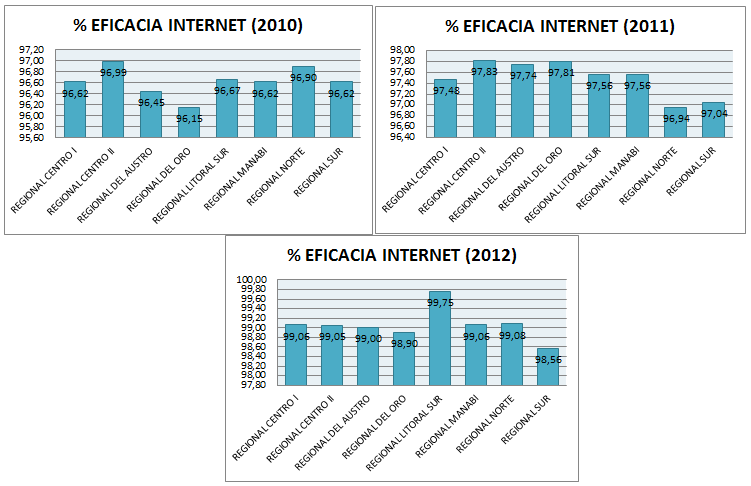 % EFICACIA INTERNET (2010)
97,20
97,00
96,80
96,60
96,40
96,20
96,00
95,80
95,60
96,62
96,99
96,45
96,15
96,67
96,62
96,90
96,62
REGIONAL CENTRO I
REGIONAL CENTRO II
REGIONAL DEL AUSTRO
REGIONAL DEL ORO
REGIONAL LITORAL SUR
REGIONAL MANABI
REGIONAL NORTE
REGIONAL SUR
% EFICACIA INTERNET (2011)
98,00
97,80
97,60
97,40
97,20
97,00
96,80
96,60
96,40
97,48
97,83
97,74
97,81
97,56
97,56
96,94
97,04
REGIONAL CENTRO I
REGIONAL CENTRO II
REGIONAL DEL AUSTRO
REGIONAL DEL ORO
REGIONAL LITORAL SUR
REGIONAL MANABI
REGIONAL NORTE
REGIONAL SUR
% EFICACIA INTERNET (2012)
100,00
99,80
99,60
99,40
99,20
99,00
98,80
98,60
98,40
98,20
98,00
97,80
99,06
99,05
99,00
98,90
99,75
99,06
99,08
98,56
REGIONAL CENTRO I
REGIONAL CENTRO II
REGIONAL DEL AUSTRO
REGIONAL DEL ORO
REGIONAL LITORAL SUR
REGIONAL MANABI
REGIONAL NORTE
REGIONAL SUR